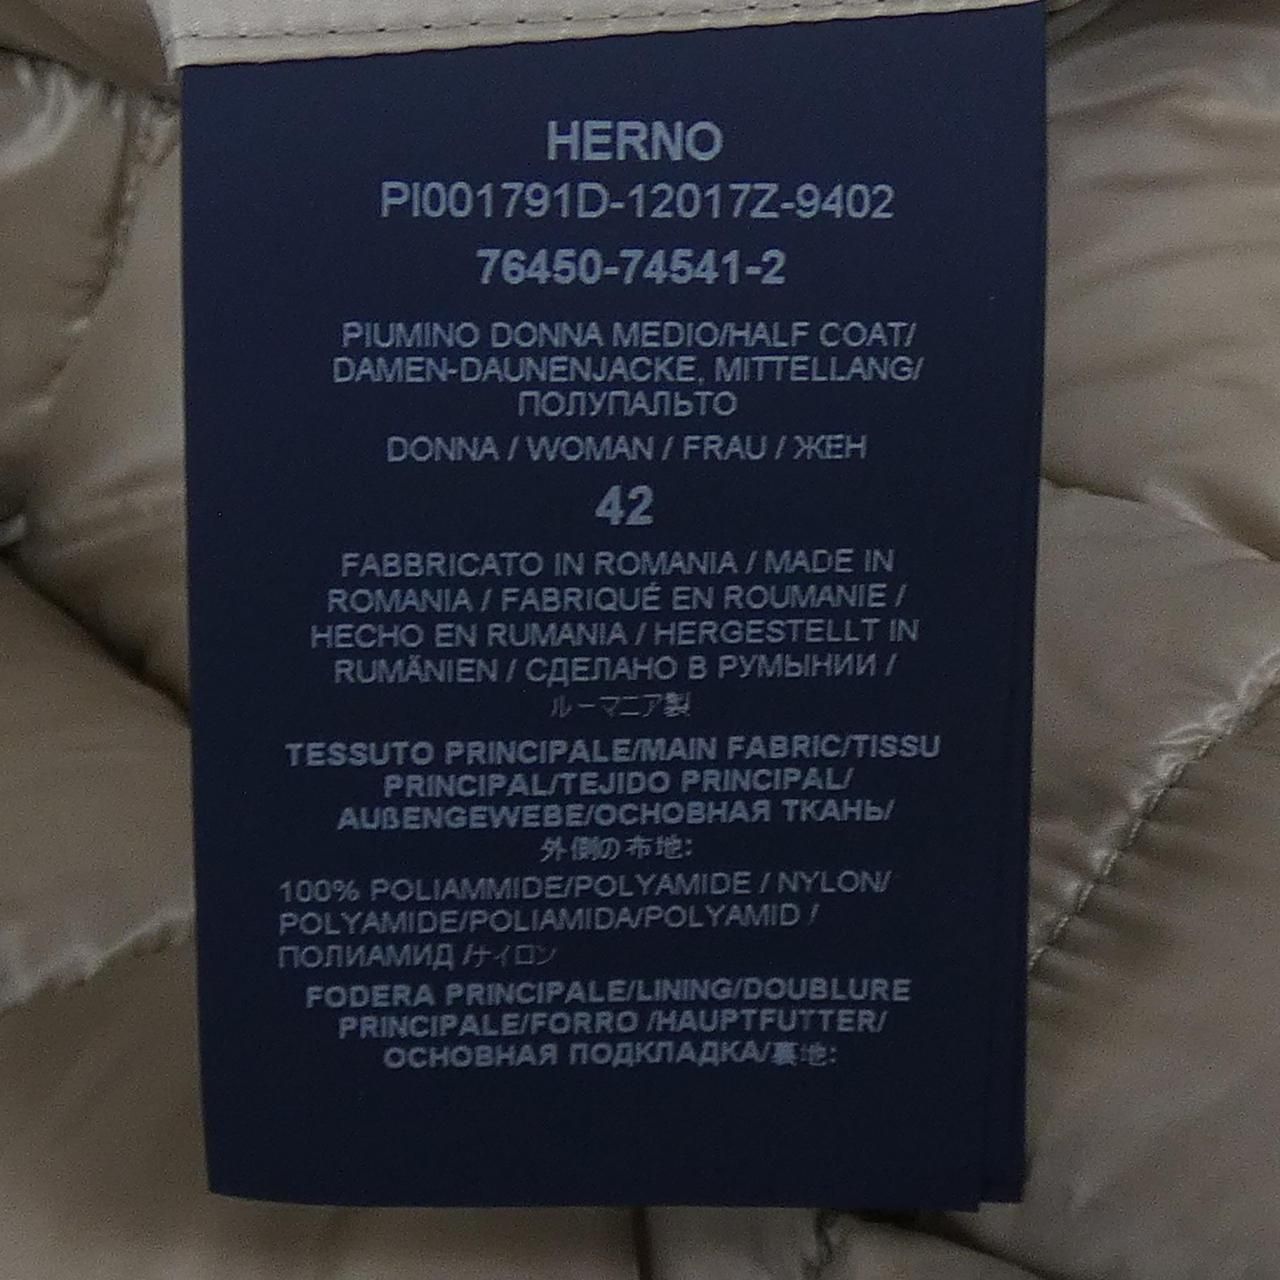 HERNO
PI001791D-12017Z-9402
76450-74541-2
PIUMINO DONNA MEDIO/HALF COAT/
DAMEN-DAUNENJACKE, MITTELLANG/
ПОЛУПАЛЬТО
DONNA / WOMAN / FRAU / ЖЕН
42
FABBRICATO IN ROMANIA / MADE IN
ROMANIA / FABRIQUÉ EN ROUMANIE /
HECHO EN RUMANIA / HERGESTELLT IN
RUMÄNIEN / СДЕЛАНО В РУМЫНИИ /
ルーマニア製
TESSUTO PRINCIPALE/MAIN FABRIC/TISSU
PRINCIPAL/TEJIDO PRINCIPAL/
AUßENGEWEBE/ОСНОВНАЯ ТКАНЬ/
外側の布地:
100% POLIAMMIDE/POLYAMIDE / NYLON/
POLYAMIDE/POLIAMIDA/POLYAMID /
ПОЛИАМИД /ナイロン
FODERA PRINCIPALE/LINING/DOUBLURE
PRINCIPALE/FORRO /HAUPTFUTTER/
ОСНОВНАЯ ПОДКЛАДКА/裏地: